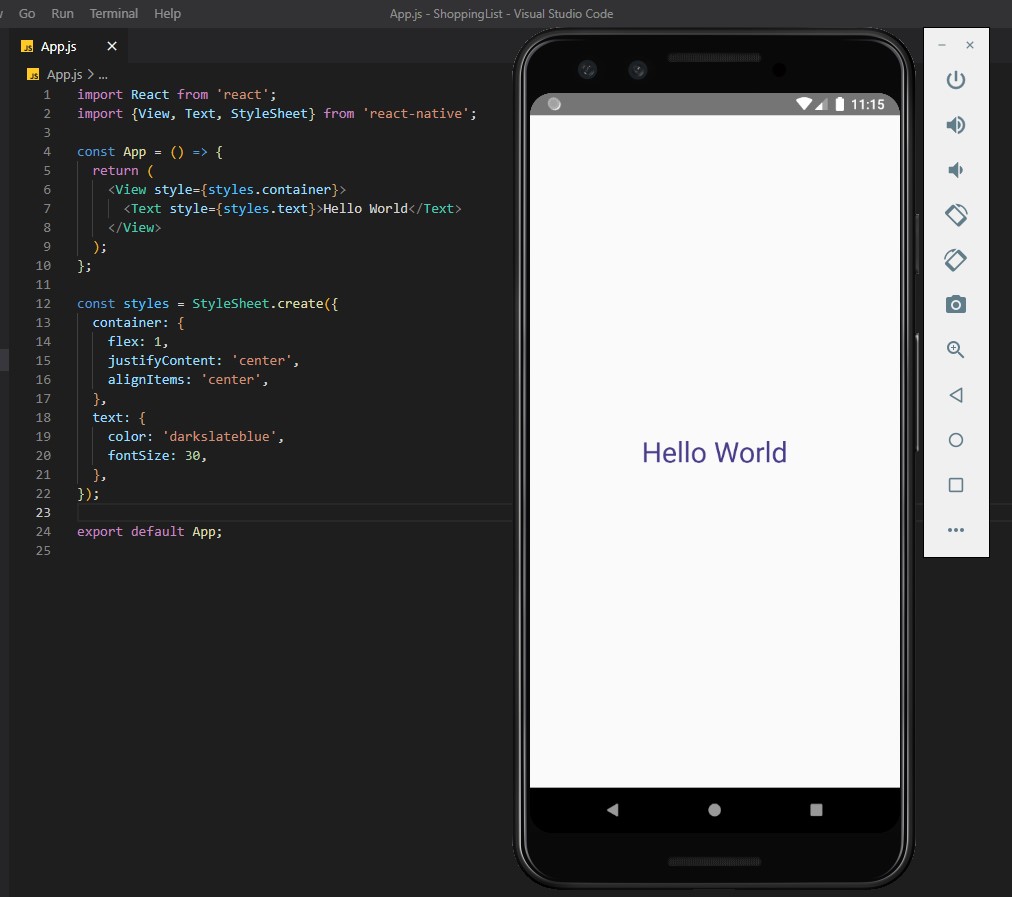 Go Run Terminal Help App.js - ShoppingList - Visual Studio Code
JS App.js
JS App.js > ...
1 import React from 'react';
2 import {View, Text, StyleSheet} from 'react-native';
3
4 const App = () => {
5   return (
6     <View style={styles.container}>
7       <Text style={styles.text}>Hello World</Text>
8     </View>
9   );
10 };
11
12 const styles = StyleSheet.create({
13   container: {
14     flex: 1,
15     justifyContent: 'center',
16     alignItems: 'center',
17   },
18   text: {
19     color: 'darkslateblue',
20     fontSize: 30,
21   },
22 });
23
24 export default App;
25
11:15
Hello World